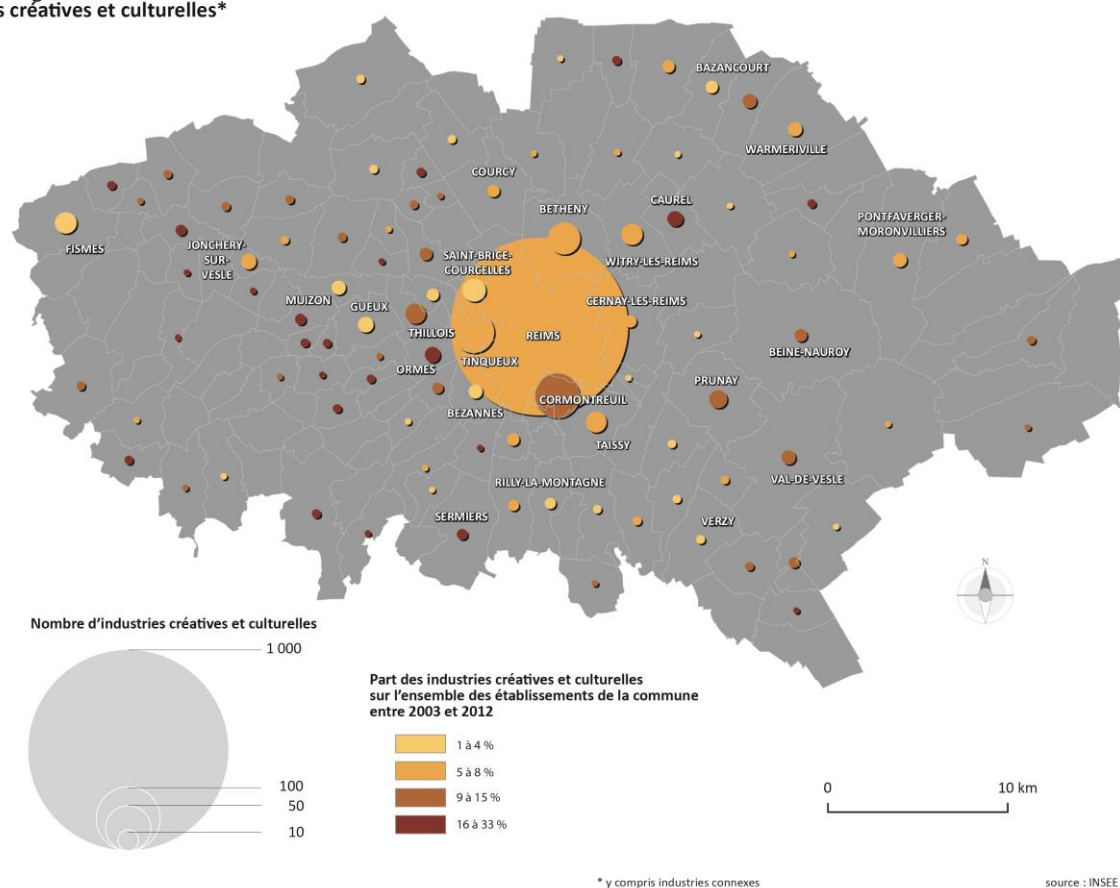 s créatives et culturelles*
BAZANCOURT
WARMERIVILLE
COURCY
CAUREL
BETHENY
PONTFAVERGER-
MORONVILLIERS
FISMES
JONCHERY-
SUR-
VESLE
SAINT-BRICE-
COURCELLES
WITRY-LES-REIMS
MUIZON
GUEUX
CERNAY-LES-REIMS
THILLOIS
REIMS
BEINE-NAUROY
ORMES
TINQUEUX
PRUNAY
CORMONTREUIL
BEZANNES
TAISSY
RILLY-LA-MONTAGNE
VAL-DE-VESLE
SERMIERS
VERZY
N
Nombre d'industries créatives et culturelles
1 000
100
50
10
Part des industries créatives et culturelles
sur l'ensemble des établissements de la commune
entre 2003 et 2012
1 à 4 %
5 à 8 %
9 à 15 %
16 à 33 %
0 10 km
* y compris industries connexes
source : INSEE